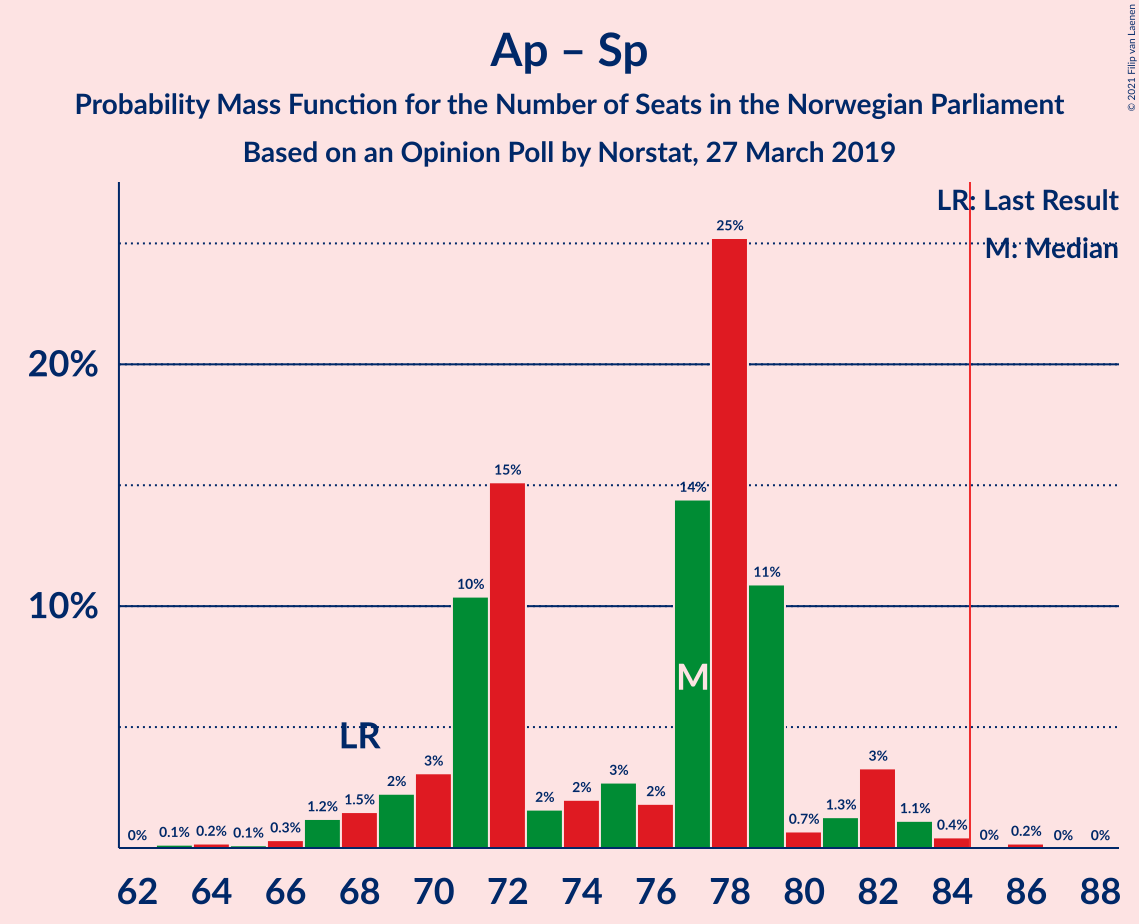 Ap – Sp
Probability Mass Function for the Number of Seats in the Norwegian Parliament
Based on an Opinion Poll by Norstat, 27 March 2019
© 2021 Filip van Laenen
LR: Last Result
M: Median
20%
10%
LR
M
0% 0.1% 0.2% 0.1% 0.3% 1.2% 1.5% 2% 3% 10% 15% 2% 2% 3% 2% 14% 25% 11% 0.7% 1.3% 3% 1.1% 0.4% 0% 0.2% 0% 0%
62 64 66 68 70 72 74 76 78 80 82 84 86 88